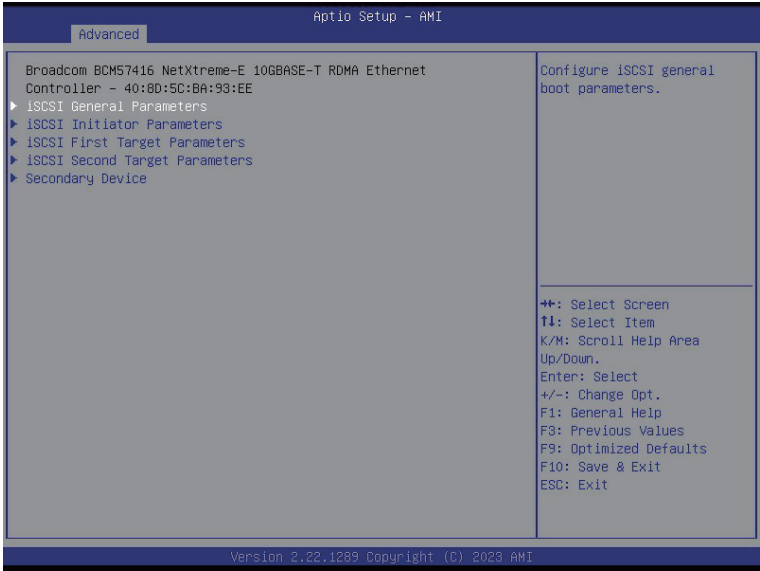 Aptio Setup – AMI
Advanced
Broadcom BCM57416 NetXtreme-E 10GBASE-T RDMA Ethernet
Controller – 40:8D:5C:BA:93:EE
iSCSI General Parameters
iSCSI Initiator Parameters
iSCSI First Target Parameters
iSCSI Second Target Parameters
Secondary Device
Configure iSCSI general
boot parameters.
→←: Select Screen
↑↓: Select Item
K/M: Scroll Help Area
Up/Down.
Enter: Select
+/-: Change Opt.
F1: General Help
F3: Previous Values
F9: Optimized Defaults
F10: Save & Exit
ESC: Exit
Version 2.22.1289 Copyright (C) 2023 AMI